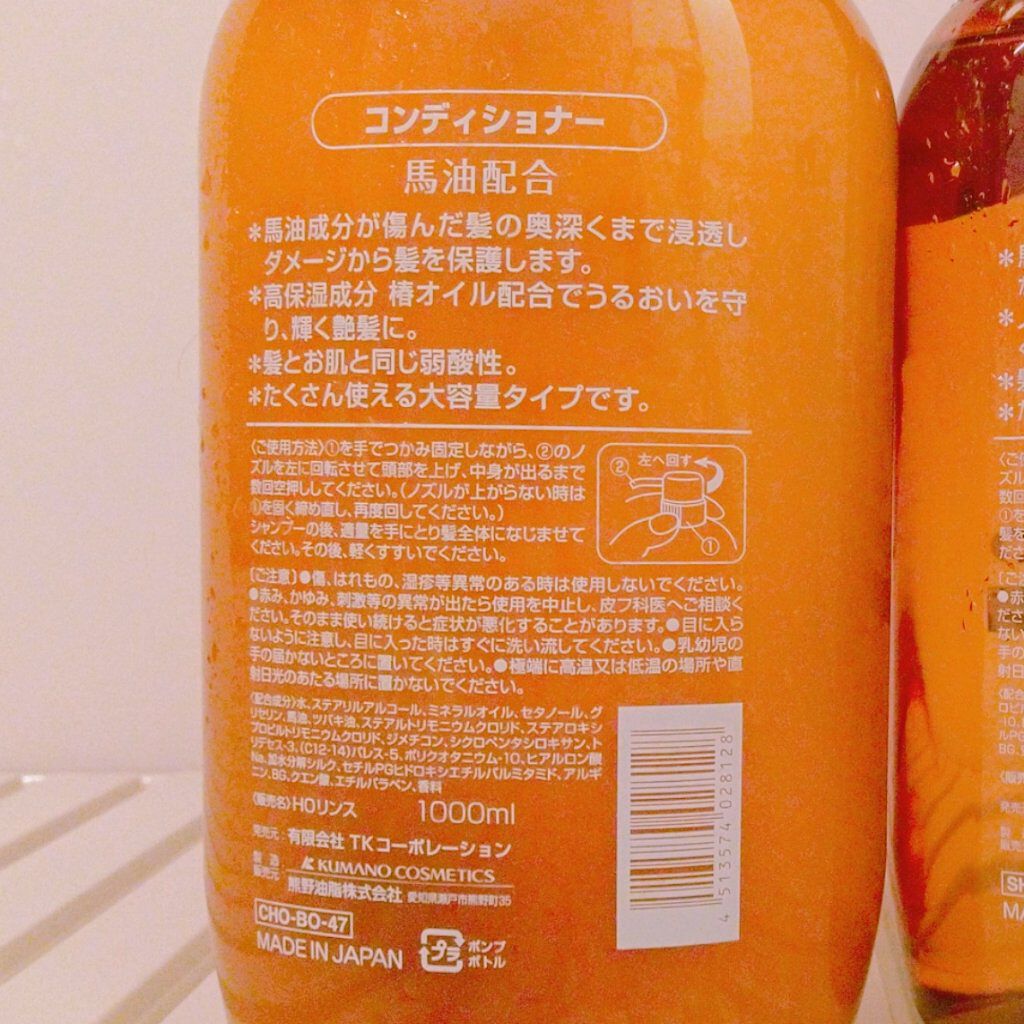 コンディショナー
馬油配合
*馬油成分が傷んだ髪の奥深くまで浸透し
ダメージから髪を保護します。
*高保湿成分 椿オイル配合でうるおいを守
り、輝く艶髪に。
*髪とお肌と同じ弱酸性。
*たくさん使える大容量タイプです。
〈ご使用方法〉①を手でつかみ固定しながら、②のノ
ズルを左に回転させて頭部を上げ、中身が出るまで
数回空押ししてください。(ノズルが上がらない時は
①を固く締め直し、再度回してください。)
シャンプーの後、適量を手にとり髪全体になじませて
ください。その後、軽くすすいでください。
② 左へ回す
①
〔ご注意〕●傷、はれもの、湿疹等異常のある時は使用しないでください。
●赤み、かゆみ、刺激等の異常が出たら使用を中止し、皮フ科医へご相談く
ださい。そのまま使い続けると症状が悪化することがあります。●目に入ら
ないように注意し、目に入った時はすぐに洗い流してください。●乳幼児の
手の届かないところに置いてください。●極端に高温又は低温の場所や直
射日光のあたる場所に置かないでください。
〈配合成分〉水、ステアリルアルコール、ミネラルオイル、セタノール、グ
リセリン、馬油、ツバキ油、ステアルトリモニウムクロリド、ステアロキシ
プロピルトリモニウムクロリド、ジメチコン、シクロペンタシロキサン、ト
リデセス-3、(C12-14)パレス-5、ポリクオタニウム-10、ヒアルロン酸
Na、加水分解シルク、セチルPGヒドロキシエチルパルミタミド、アルギ
ニン、BG、クエン酸、エチルパラベン、香料
〈販売名〉HOリンス 1000ml
発売元: 有限会社 TKコーポレーション
製造
販売元 : KUMANO COSMETICS
熊野油脂株式会社 愛知県瀬戸市熊野町35
CHO-BO-47
MADE IN JAPAN
プラ ポンプ
ボトル
4 513574 028128